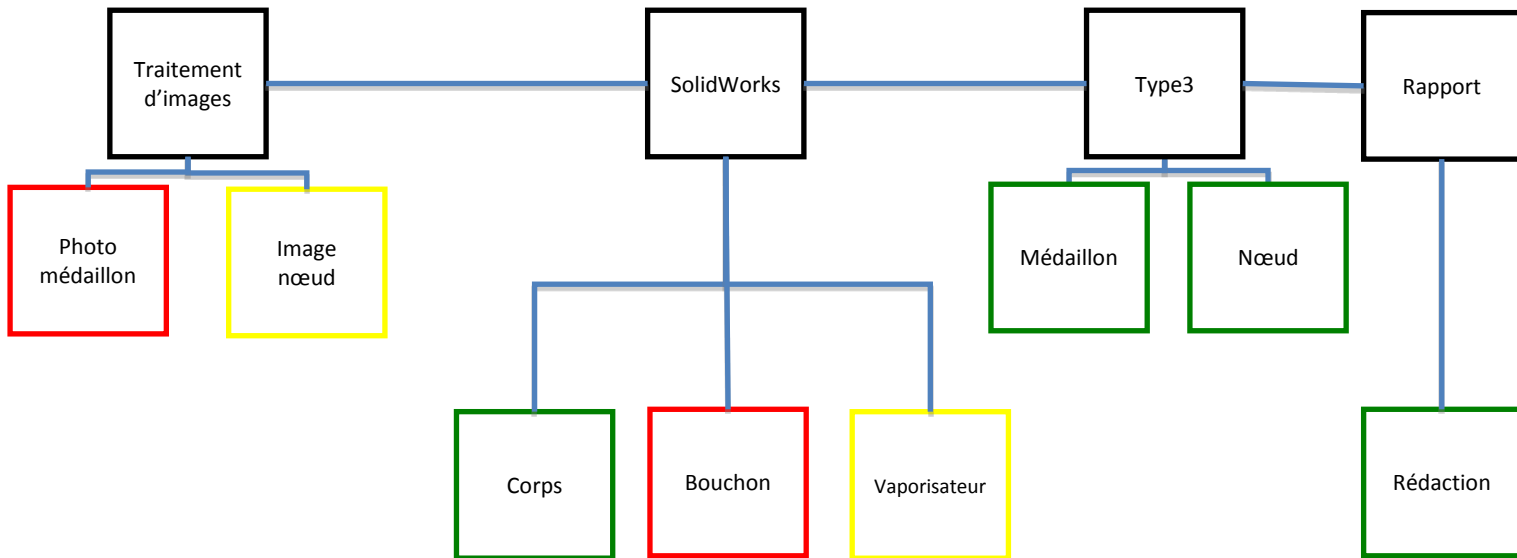 Traitement
d’images
SolidWorks
Type3
Rapport
Photo
médaillon
Image
nœud
Médaillon
Nœud
Corps
Bouchon
Vaporisateur
Rédaction